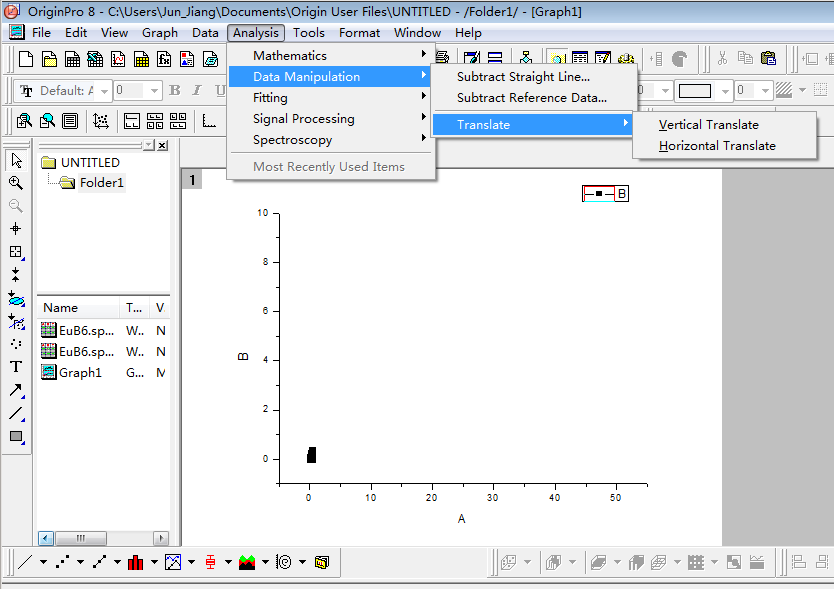 OriginPro 8 - C:\Users\Jun_Jiang\Documents\Origin User Files\UNTITLED - /Folder1/ - [Graph1]
File Edit View Graph Data Analysis Tools Format Window Help
Default: A 0 B I U 0 0
Mathematics
Data Manipulation
Fitting
Signal Processing
Spectroscopy
Most Recently Used Items
Subtract Straight Line...
Subtract Reference Data...
Translate
Vertical Translate
Horizontal Translate
UNTITLED
Folder1
Name T... V
EuB6.sp... W.. N
EuB6.sp... W.. N
Graph1 G... M
T
1
B
10
8
6
4
2
0
B
0 10 20 30 40 50
A